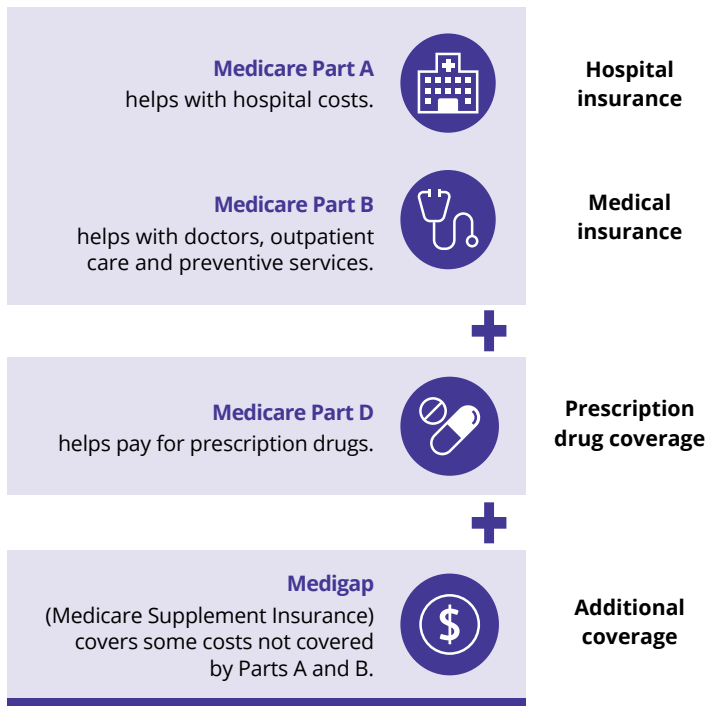 Medicare Part A
helps with hospital costs.
Hospital
insurance
Medicare Part B
helps with doctors, outpatient
care and preventive services.
Medical
insurance
Medicare Part D
helps pay for prescription drugs.
Prescription
drug coverage
Medigap
(Medicare Supplement Insurance)
covers some costs not covered
by Parts A and B.
$
Additional
coverage